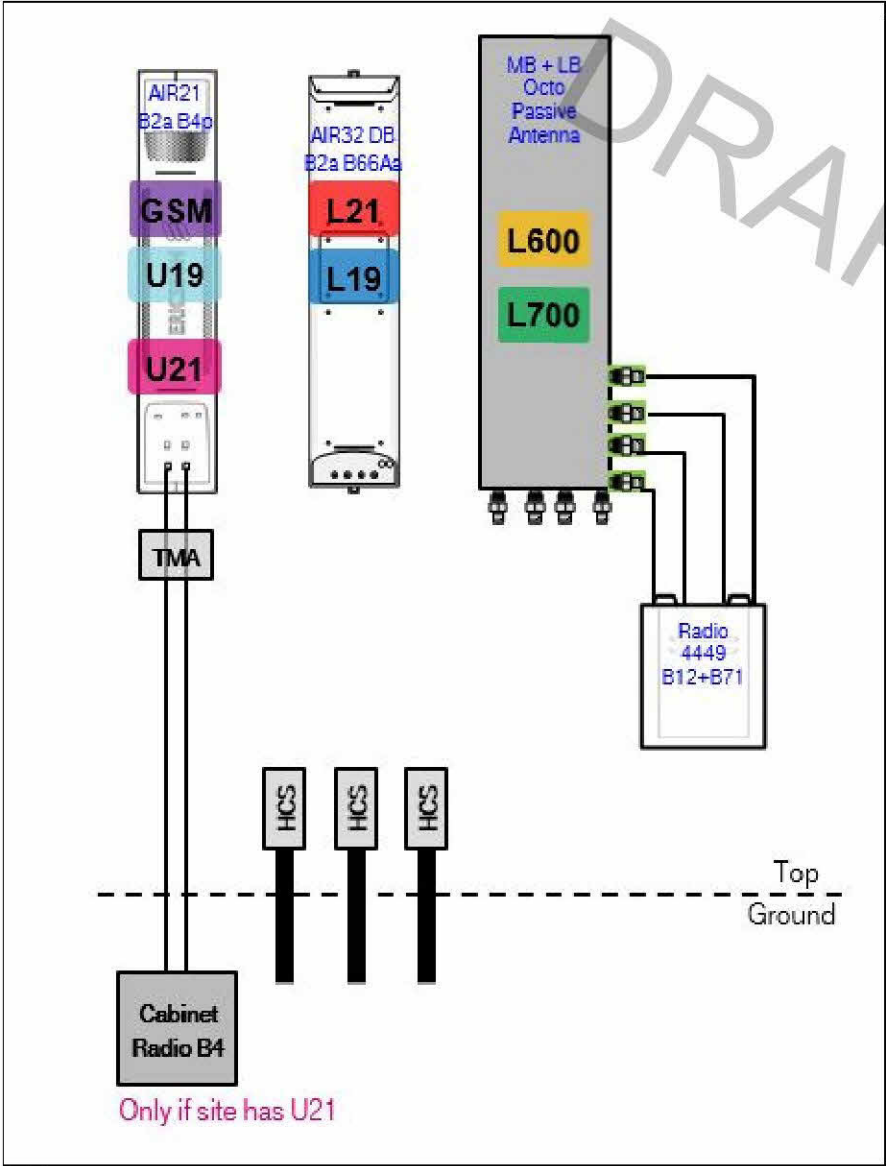 AIR21
B2a B4p
GSM
U19
U21
TMA
AIR32 DB
B2a B66Aa
L21
L19
MB + LB
Octo
Passive
Antenna
L600
L700
Radio
4449
B12+B71
HCS
HCS
HCS
Top
Ground
Cabinet
Radio B4
Only if site has U21